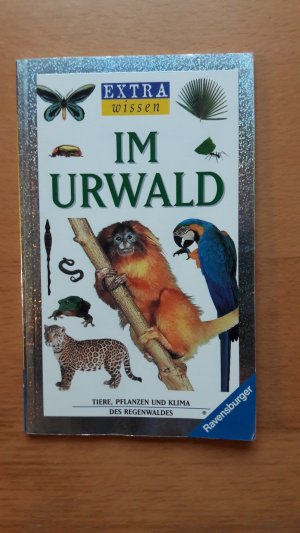 EXTRA
wissen
IM
URWALD
TIERE, PFLANZEN UND KLIMA
DES REGENWALDES
Ravensburger